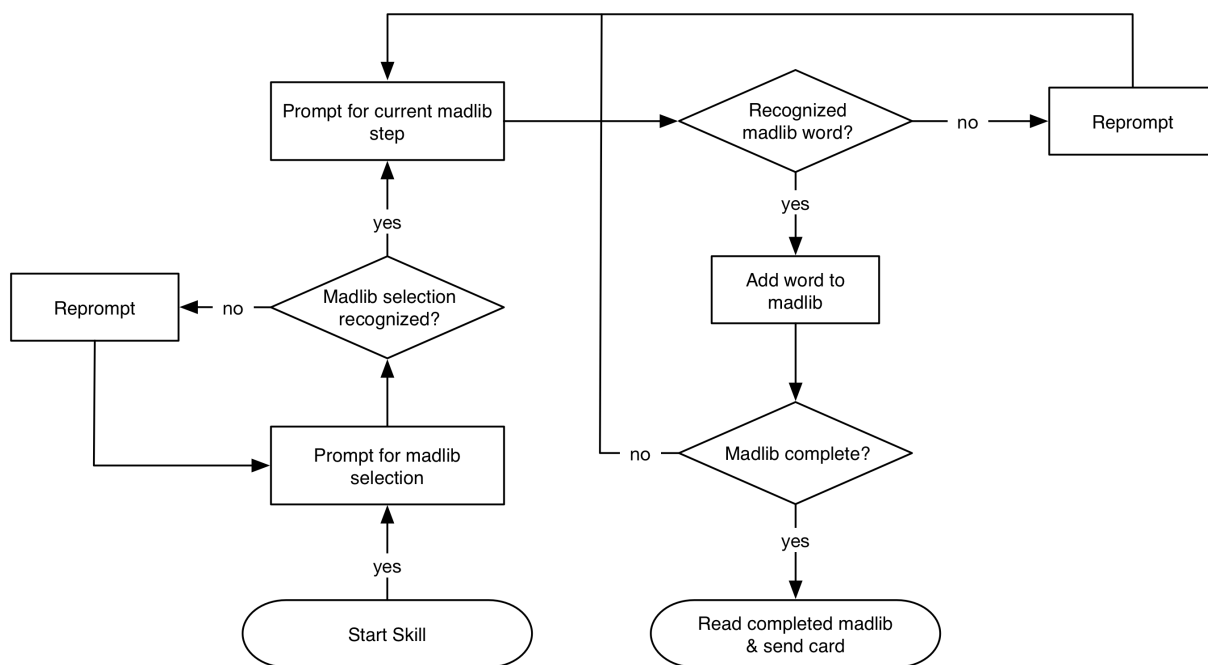 Prompt for current madlib
step
Recognized
madlib word?
no
Reprompt
yes
yes
Add word to
madlib
Reprompt
no
Madlib selection
recognized?
Prompt for madlib
selection
no
Madlib complete?
yes
yes
Start Skill
Read completed madlib
& send card